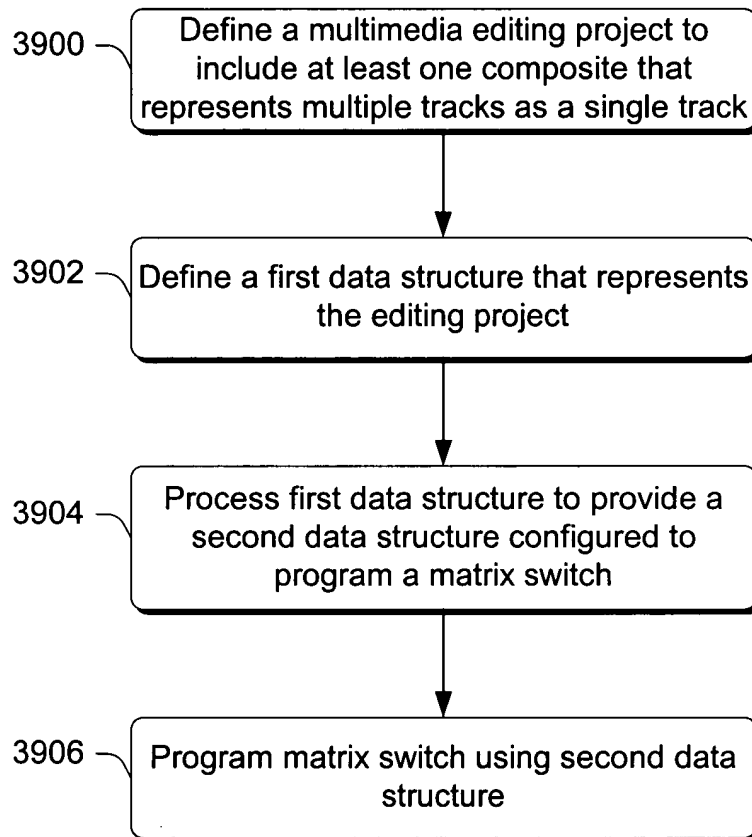 3900
Define a multimedia editing project to
include at least one composite that
represents multiple tracks as a single track
3902
Define a first data structure that represents
the editing project
3904
Process first data structure to provide a
second data structure configured to
program a matrix switch
3906
Program matrix switch using second data
structure